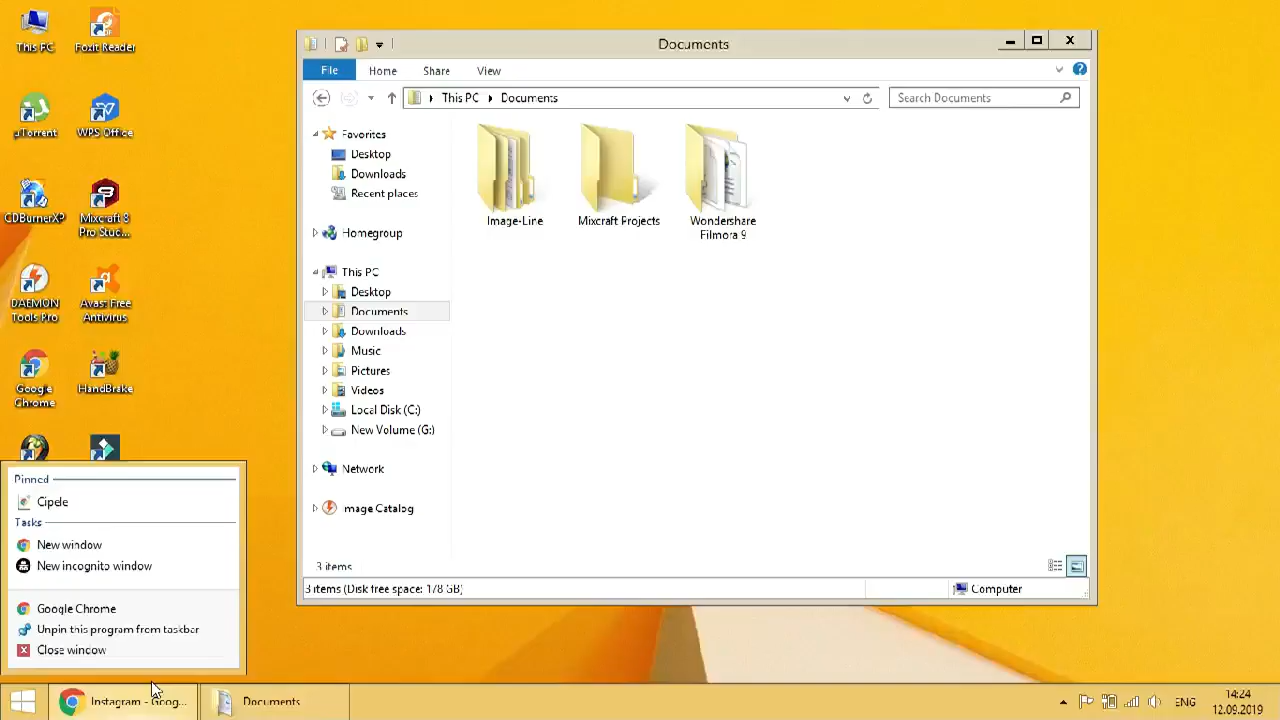 This PC
Foxit Reader
µTorrent
WPS Office
CDBurnerXP
Mixcraft 8
Pro Stud...
DAEMON
Tools Pro
Avast Free
Antivirus
Google
Chrome
HandBrake
Documents
File
Home
Share
View
This PC
Documents
Search Documents
Favorites
Desktop
Downloads
Recent places
Homegroup
This PC
Desktop
Documents
Downloads
Music
Pictures
Videos
Local Disk (C:)
New Volume (G:)
Network
Image Catalog
Image-Line
Mixcraft Projects
Wondershare
Filmora 9
3 items
3 items (Disk free space: 178 GB)
Computer
Pinned
Cipele
Tasks
New window
New incognito window
Google Chrome
Unpin this program from taskbar
Close window
Instagram - Goog...
Documents
ENG
14:24
12.09.2019